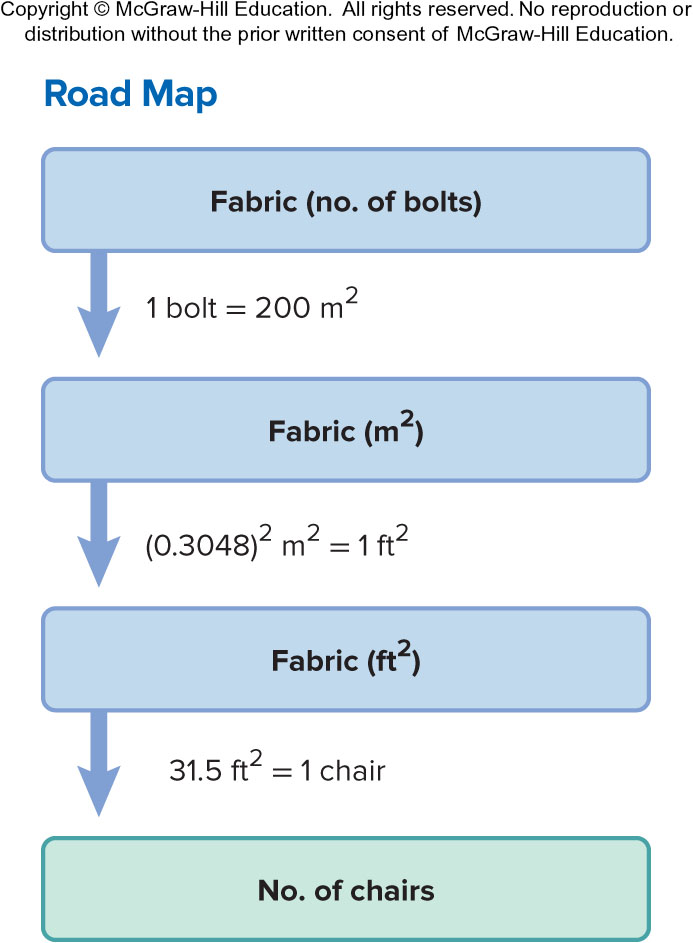 Copyright © McGraw-Hill Education. All rights reserved. No reproduction or
distribution without the prior written consent of McGraw-Hill Education.
Road Map
Fabric (no. of bolts)
1 bolt = 200 m²
Fabric (m²)
(0.3048)² m² = 1 ft²
Fabric (ft²)
31.5 ft² = 1 chair
No. of chairs